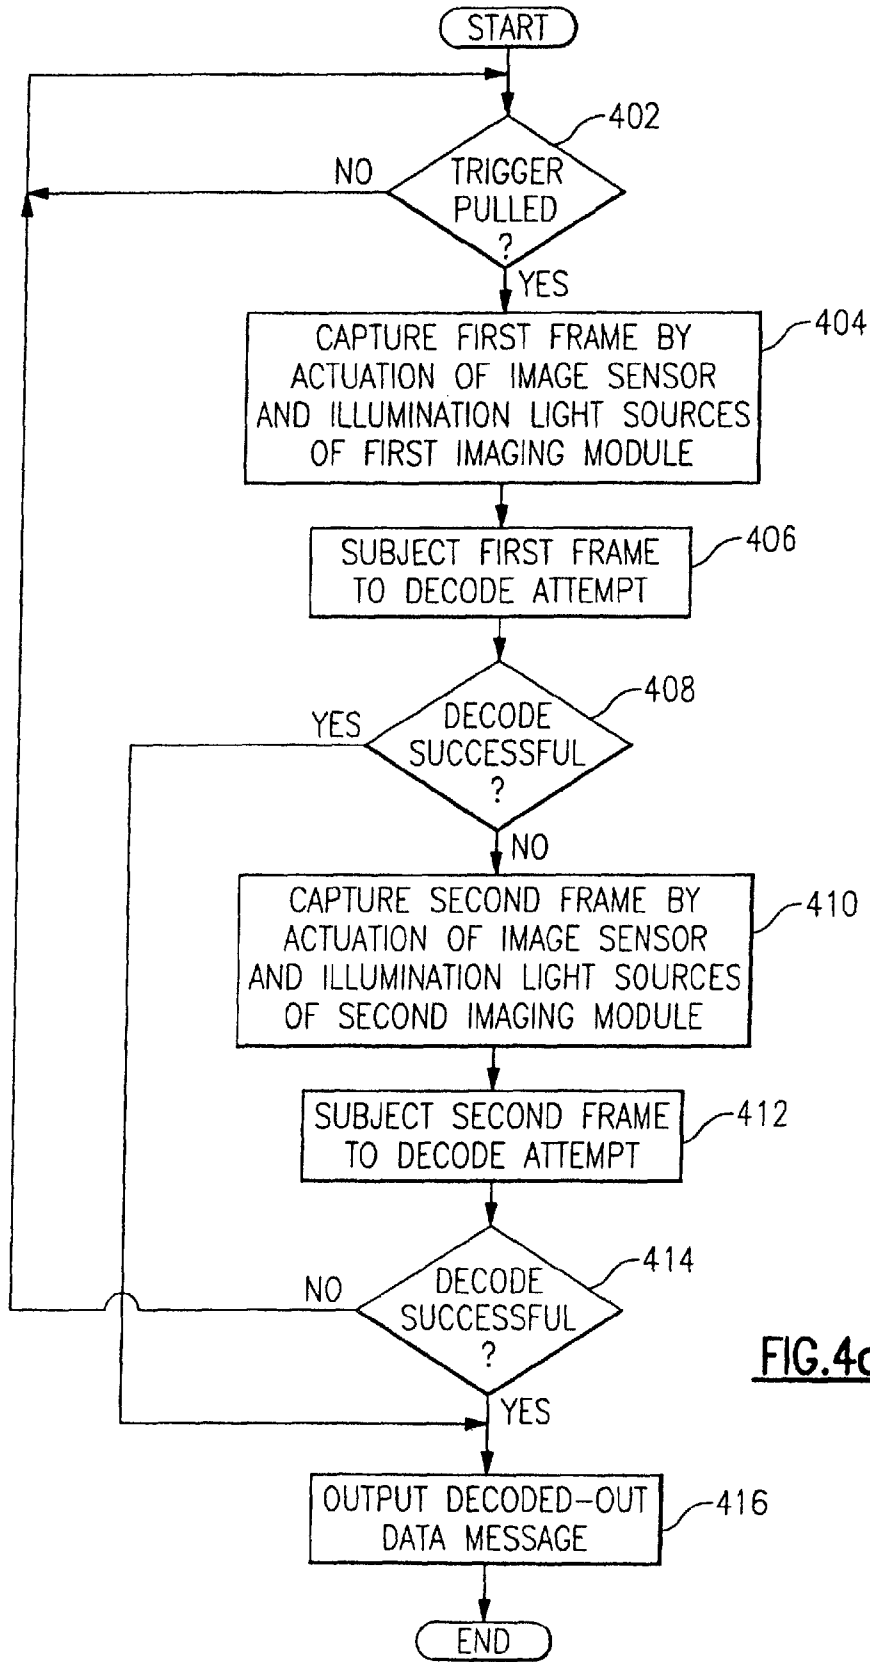 START
402
TRIGGER
PULLED
?
NO
YES
404
CAPTURE FIRST FRAME BY
ACTUATION OF IMAGE SENSOR
AND ILLUMINATION LIGHT SOURCES
OF FIRST IMAGING MODULE
406
SUBJECT FIRST FRAME
TO DECODE ATTEMPT
408
DECODE
SUCCESSFUL
?
YES
NO
410
CAPTURE SECOND FRAME BY
ACTUATION OF IMAGE SENSOR
AND ILLUMINATION LIGHT SOURCES
OF SECOND IMAGING MODULE
412
SUBJECT SECOND FRAME
TO DECODE ATTEMPT
414
DECODE
SUCCESSFUL
?
NO
YES
416
OUTPUT DECODED-OUT
DATA MESSAGE
END